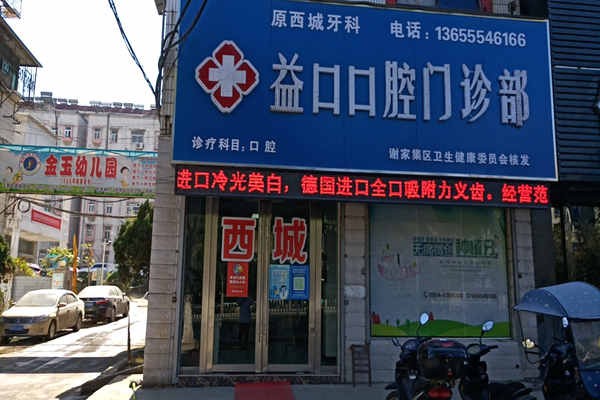 原西城牙科 电话：13655546166
益口口腔门诊部
诊疗科目：口腔 谢家集区卫生健康委员会核发
进口冷光美白，德国进口全口吸附力义齿。经营范
金玉幼儿园
西城